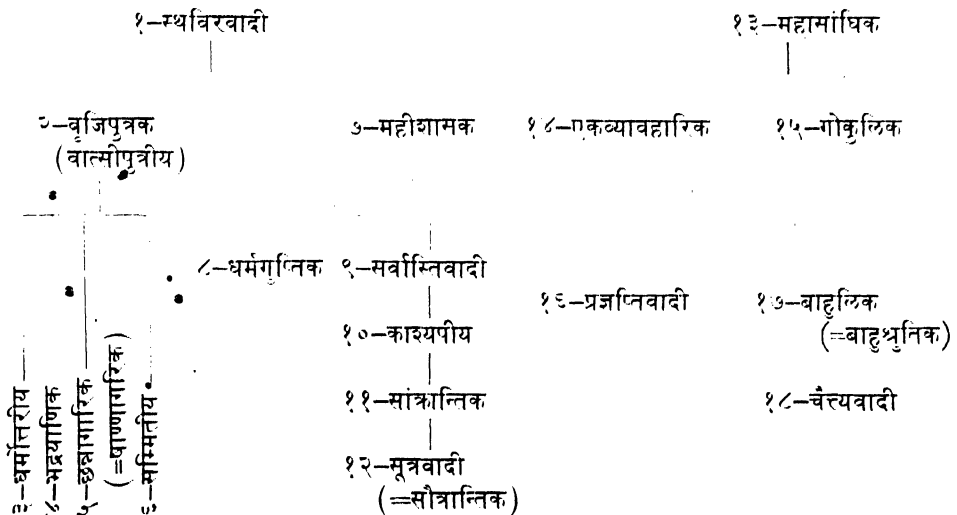 १–स्थविरवादी
१३–महासांघिक
२–वृजिपुत्रक
(वात्सीपुत्रीय)
७–महीशासक
१४–एकव्यावहारिक
१५–गोकुलिक
८–धर्मगुप्तिक
९–सर्वास्तिवादी
१६–प्रज्ञप्तिवादी
१७–बाहुलिक
(=बाहुश्रुतिक)
१०–काश्यपीय
११–सांक्रान्तिक
१८–चैत्यवादी
१२–सूत्रवादी
(=सौत्रान्तिक)
३–धर्मोत्तरीय
४–भद्रयाणिक
५–छन्नागारिक
(=षाण्णागरिक)
६–सम्मितीय